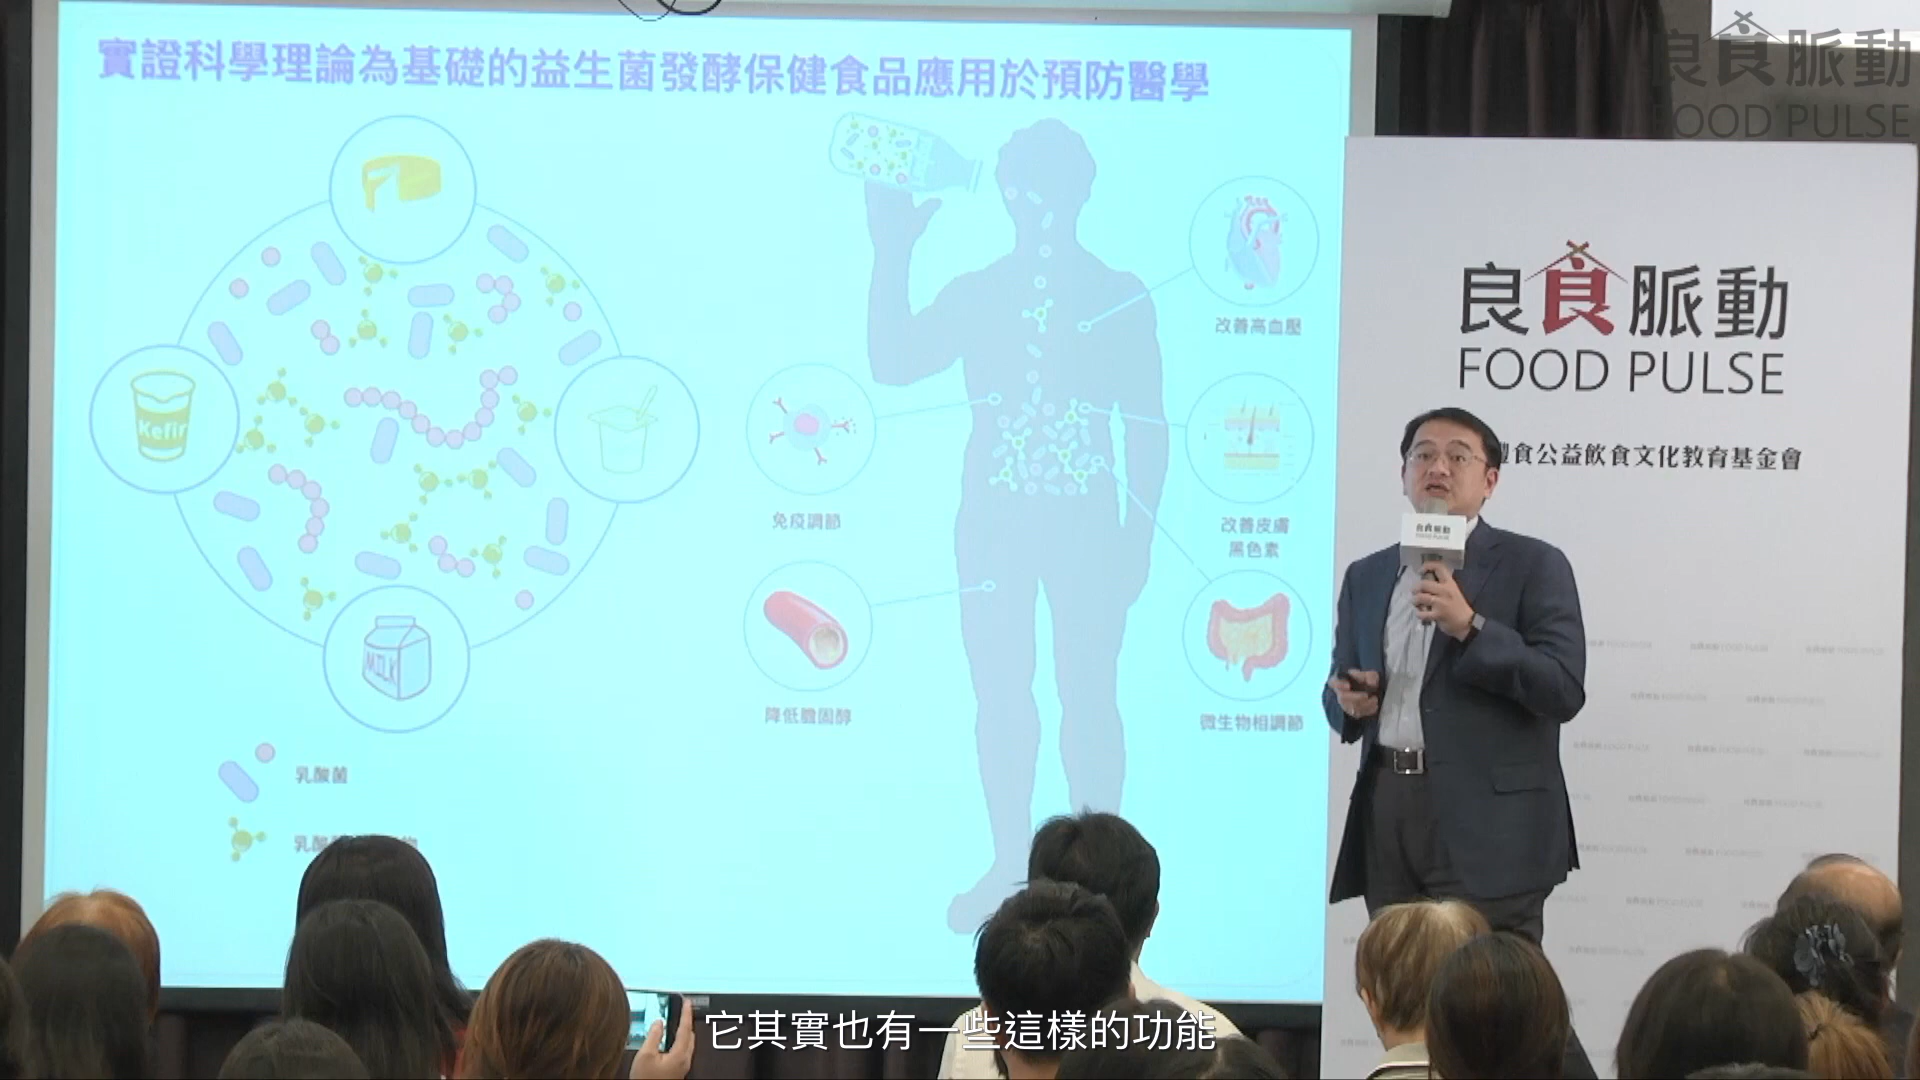 實證科學理論為基礎的益生菌發酵保健食品應用於預防醫學
良食脈動
FOOD PULSE
良食脈動
FOOD PULSE
豐食公益飲食文化教育基金會
Kefir
MILK
改善高血壓
免疫調節
改善皮膚
黑色素
降低膽固醇
微生物相調節
乳酸菌
良食脈動
FOOD PULSE
它其實也有一些這樣的功能